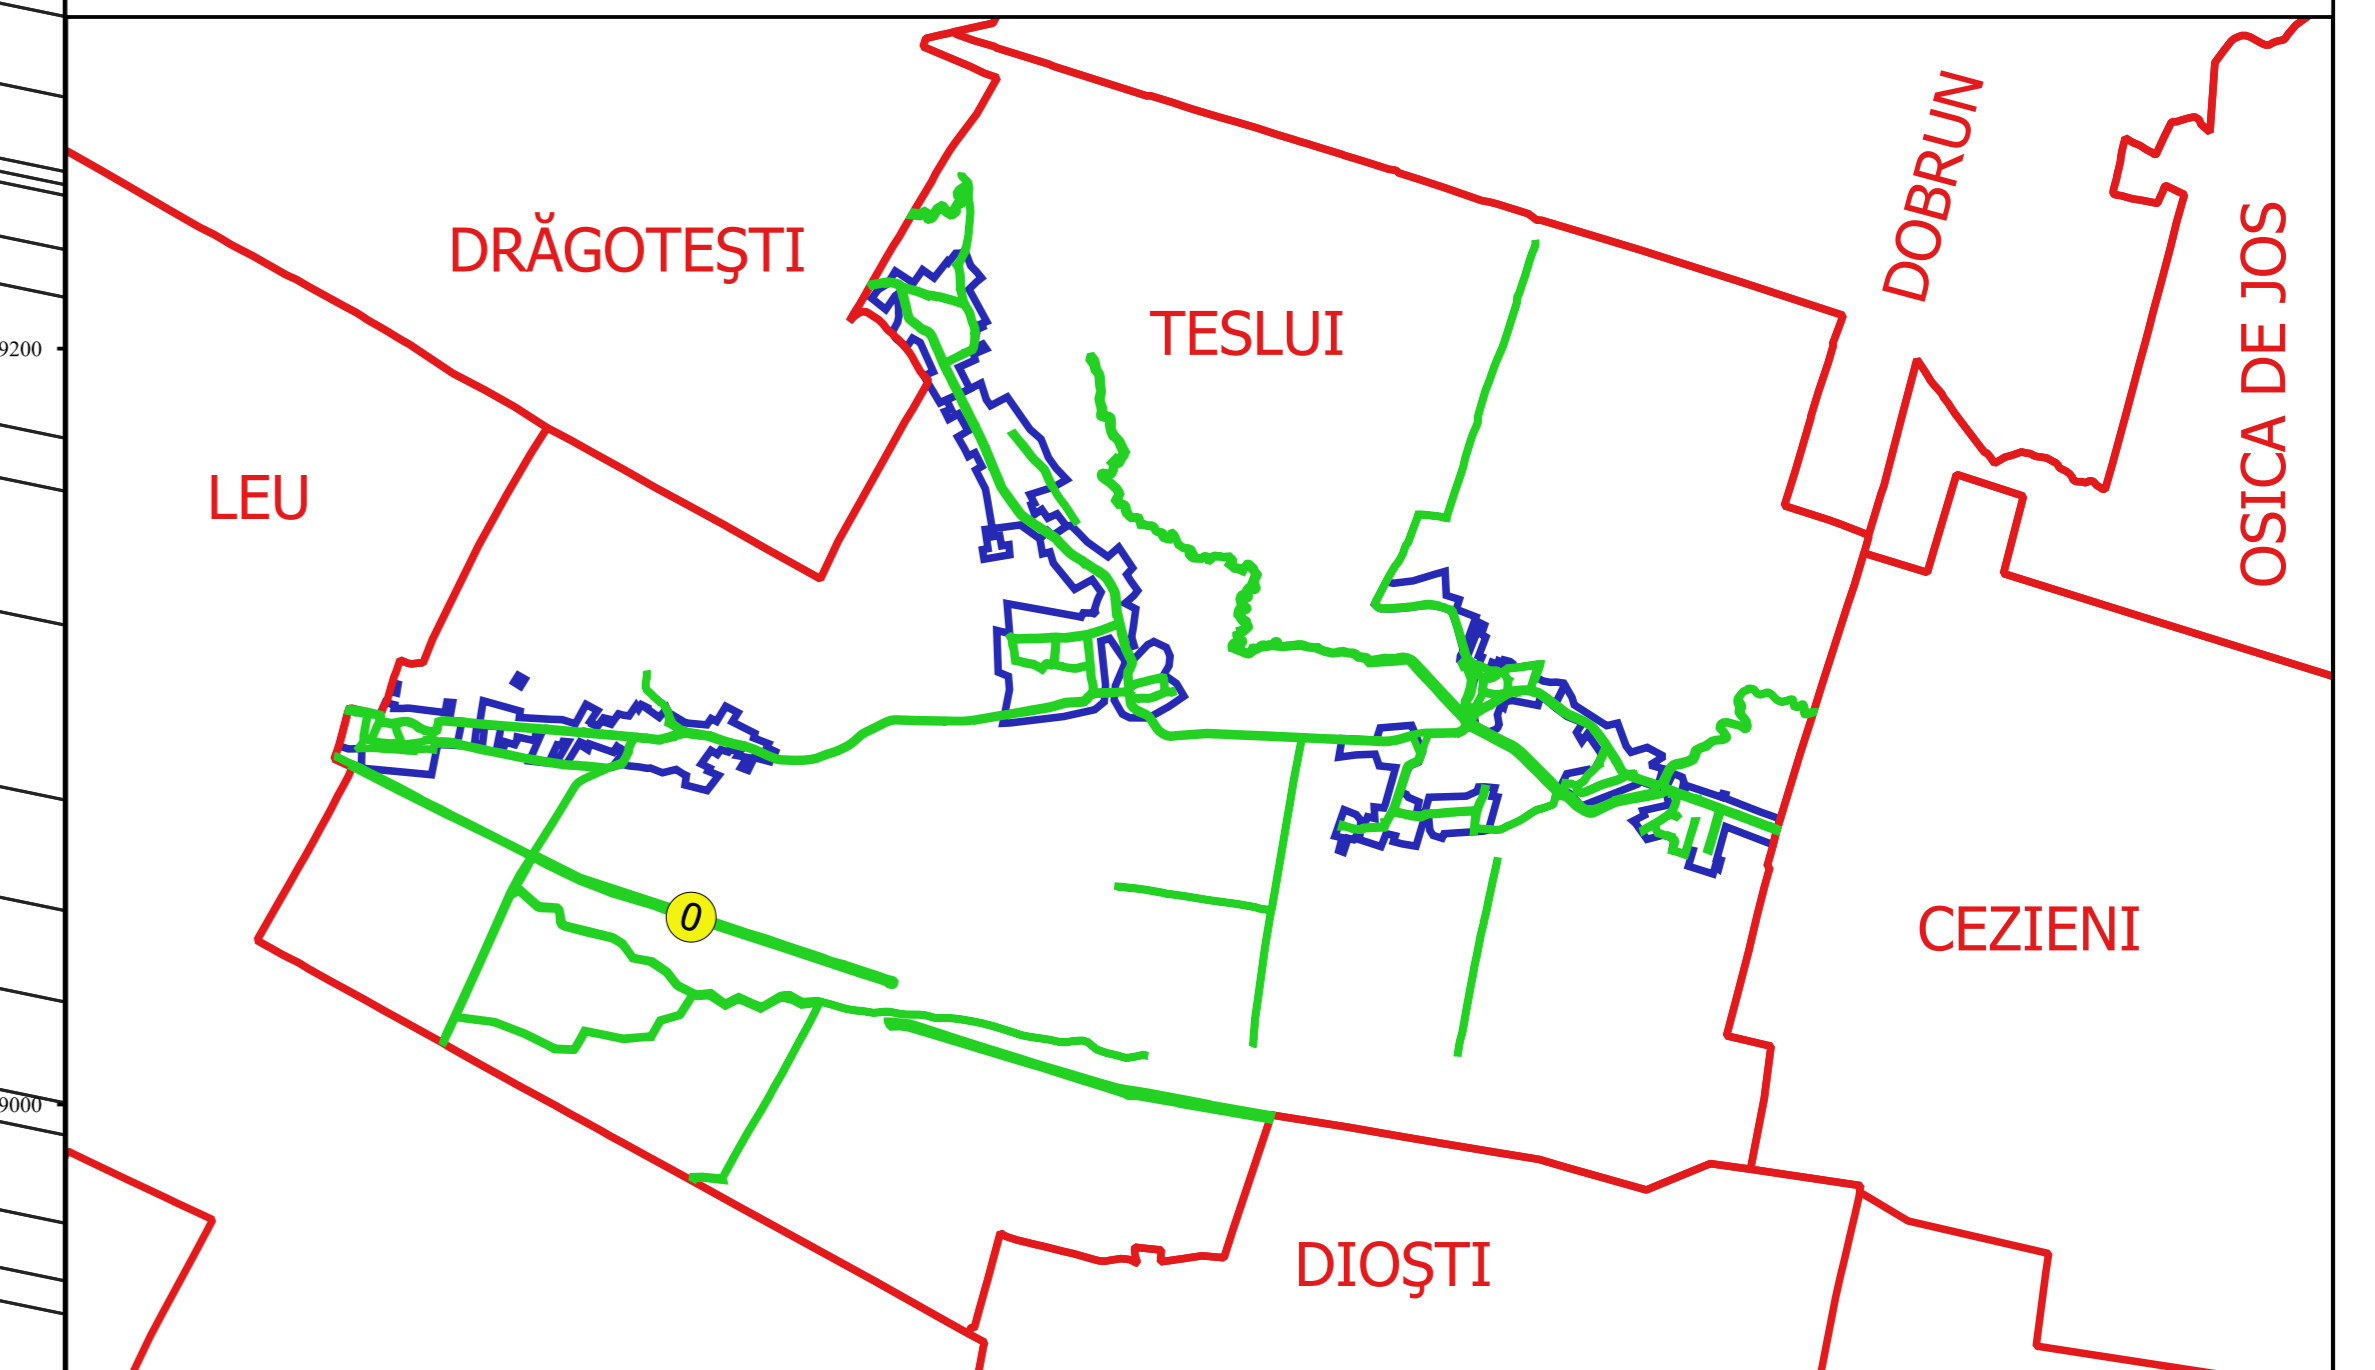 DOBRUN
OSICA DE JOS
DRĂGOTEŞTI
TESLUI
9200
LEU
0
CEZIENI
9000
DIOŞTI